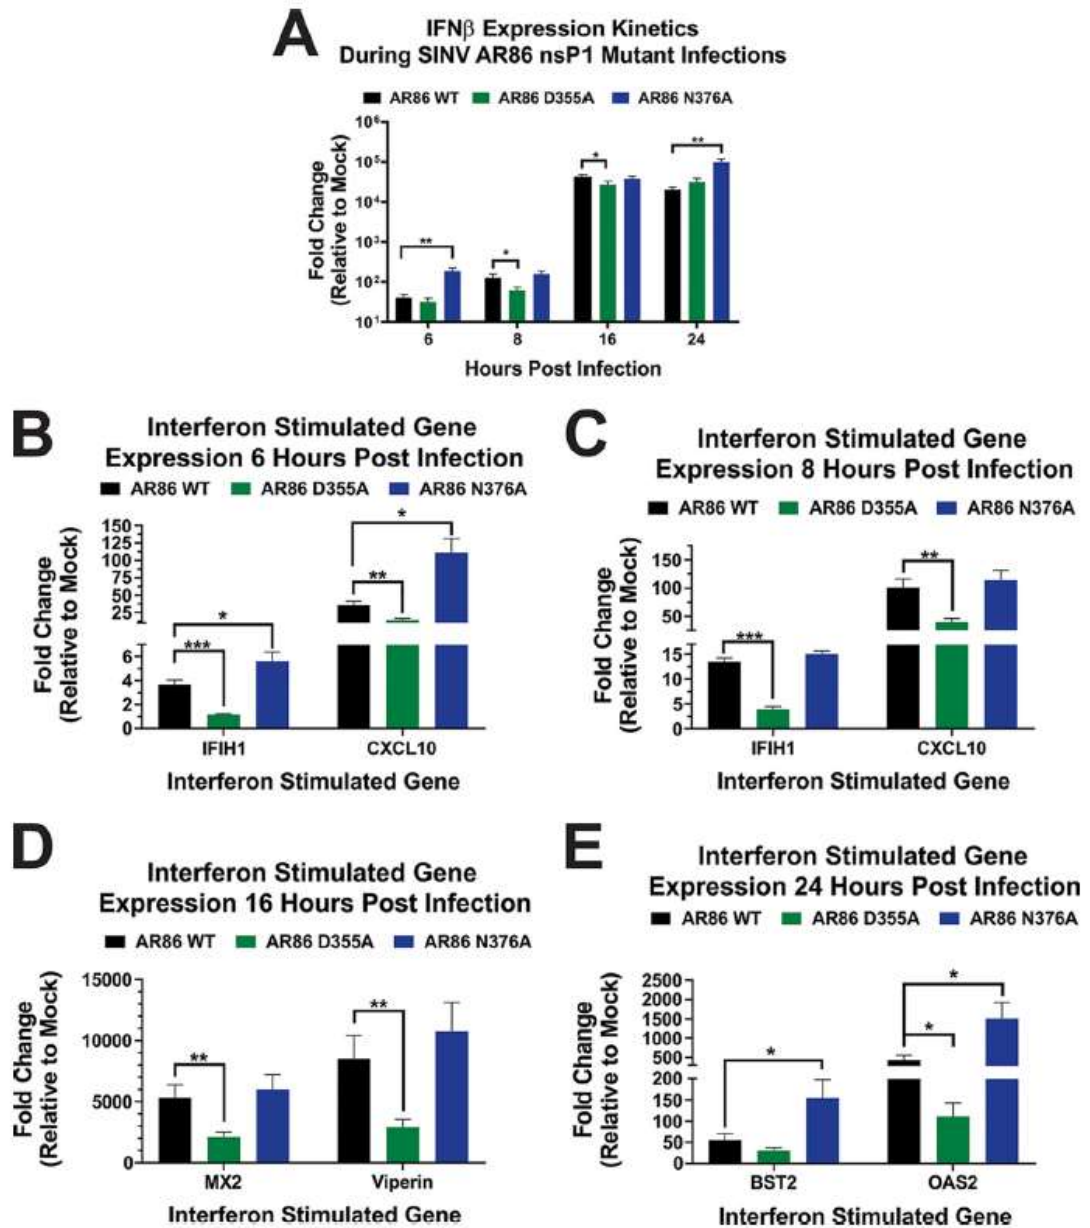 A
IFNβ Expression Kinetics
During SINV AR86 nsP1 Mutant Infections
AR86 WT AR86 D355A AR86 N376A
Fold Change
(Relative to Mock)
10⁶
10⁵
10⁴
10³
10²
10¹
** * * **
6 8 16 24
Hours Post Infection
B
Interferon Stimulated Gene
Expression 6 Hours Post Infection
AR86 WT AR86 D355A AR86 N376A
Fold Change
(Relative to Mock)
150
125
100
75
50
25
6
4
2
0
*** * ** *
IFIH1 CXCL10
Interferon Stimulated Gene
C
Interferon Stimulated Gene
Expression 8 Hours Post Infection
AR86 WT AR86 D355A AR86 N376A
Fold Change
(Relative to Mock)
150
100
50
15
10
5
0
*** **
IFIH1 CXCL10
Interferon Stimulated Gene
D
Interferon Stimulated Gene
Expression 16 Hours Post Infection
AR86 WT AR86 D355A AR86 N376A
Fold Change
(Relative to Mock)
15000
10000
5000
0
** **
MX2 Viperin
Interferon Stimulated Gene
E
Interferon Stimulated Gene
Expression 24 Hours Post Infection
AR86 WT AR86 D355A AR86 N376A
Fold Change
(Relative to Mock)
2500
2000
1500
1000
500
200
150
100
50
0
* * *
BST2 OAS2
Interferon Stimulated Gene